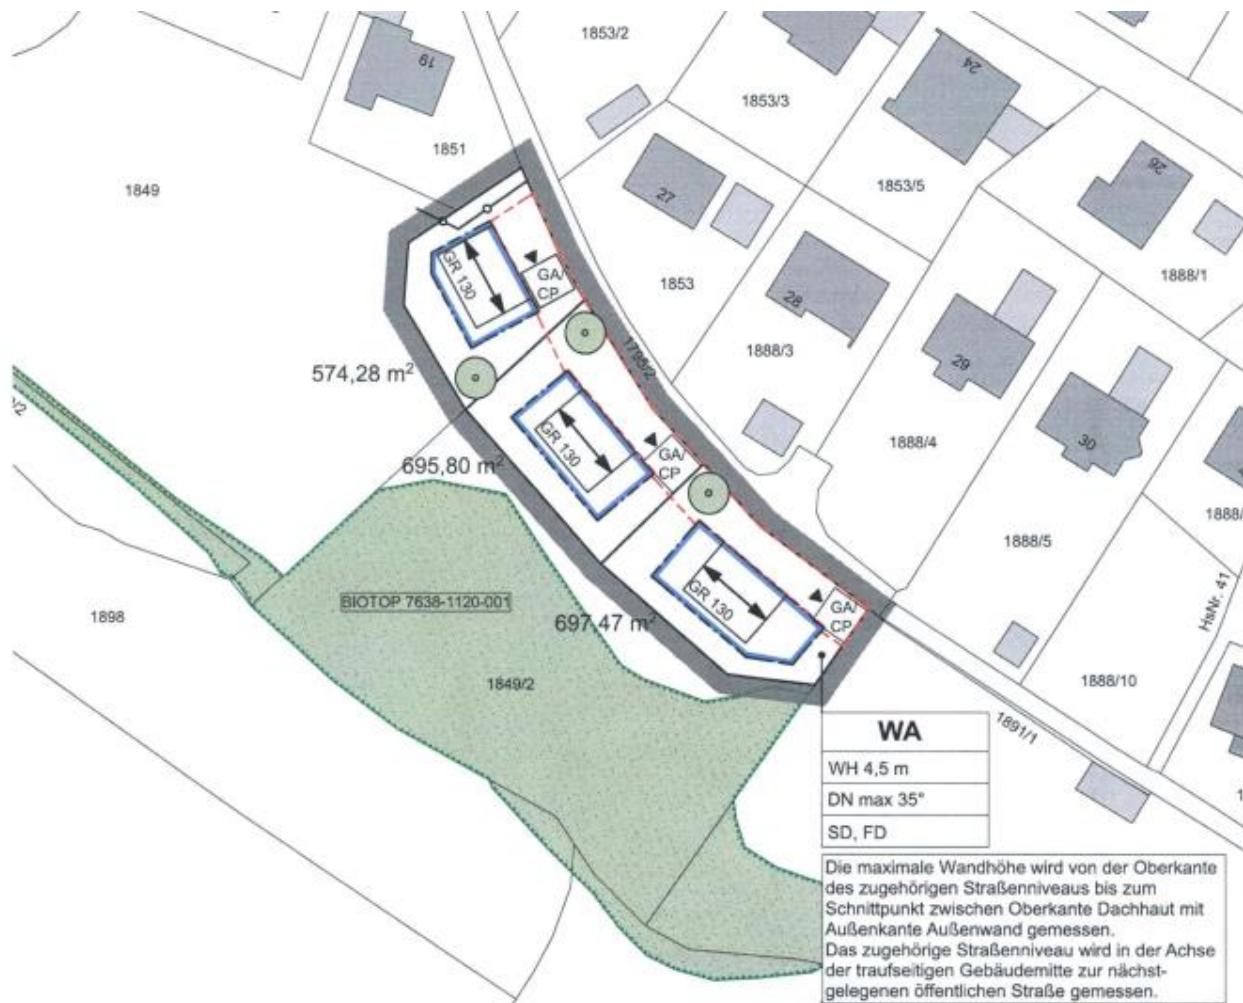 1853/2
19
1853/3
24
1851
1849
27
1853/5
26
1853
1888/1
GR 130
GA/
CP
28
1795/2
1888/3
29
574,28 m²
GR 130
GA/
CP
1888/4
30
695,80 m²
1888/
1888/5
BIOTOP 7638-1120-001
GR 130
GA/
CP
HsNr. 41
1898
697,47 m²
1849/2
1888/10
1891/1
WA
WH 4,5 m
DN max 35°
SD, FD
Die maximale Wandhöhe wird von der Oberkante
des zugehörigen Straßenniveaus bis zum
Schnittpunkt zwischen Oberkante Dachhaut mit
Außenkante Außenwand gemessen.
Das zugehörige Straßenniveau wird in der Achse
der traufseitigen Gebäudemitte zur nächst-
gelegenen öffentlichen Straße gemessen.